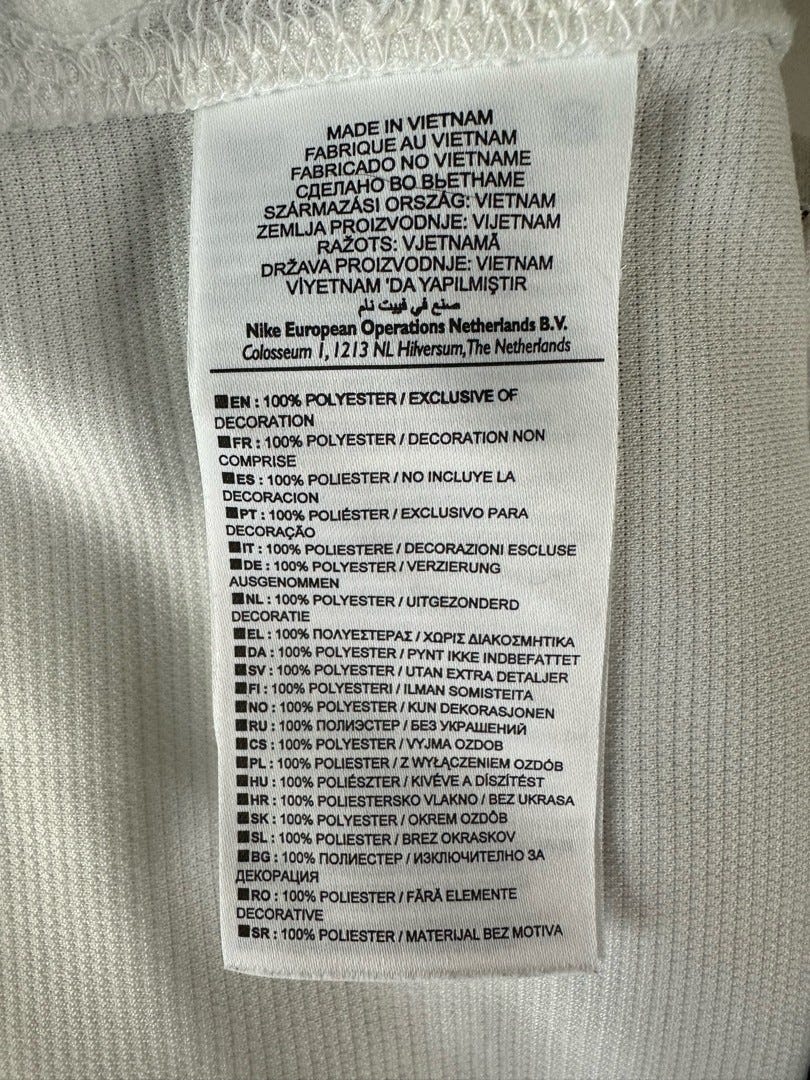 MADE IN VIETNAM
FABRIQUE AU VIETNAM
FABRICADO NO VIETNAME
СДЕЛАНО ВО ВЬЕТНАМЕ
SZÁRMAZÁSI ORSZÁG: VIETNAM
ZEMLJA PROIZVODNJE: VIJETNAM
RAŽOTS: VJETNAMĀ
DRŽAVA PROIZVODNJE: VIETNAM
VİYETNAM 'DA YAPILMIŞTIR
صنع في فييت نام
Nike European Operations Netherlands B.V.
Colosseum 1, 1213 NL Hilversum, The Netherlands
■EN : 100% POLYESTER / EXCLUSIVE OF
DECORATION
■FR : 100% POLYESTER / DECORATION NON
COMPRISE
■ES : 100% POLIESTER / NO INCLUYE LA
DECORACION
■PT : 100% POLIÉSTER / EXCLUSIVO PARA
DECORAÇÃO
■IT : 100% POLIESTERE / DECORAZIONI ESCLUSE
■DE : 100% POLYESTER / VERZIERUNG
AUSGENOMMEN
■NL : 100% POLYESTER / UITGEZONDERD
DECORATIE
■EL : 100% ΠΟΛΥΕΣΤΕΡΑΣ / ΧΩΡΙΣ ΔΙΑΚΟΣΜΗΤΙΚΑ
■DA : 100% POLYESTER / PYNT IKKE INDBEFATTET
■SV : 100% POLYESTER / UTAN EXTRA DETALJER
■FI : 100% POLYESTERI / ILMAN SOMISTEITA
■NO : 100% POLYESTER / KUN DEKORASJONEN
■RU : 100% ПОЛИЭСТЕР / БЕЗ УКРАШЕНИЙ
■CS : 100% POLYESTER / VYJMA OZDOB
■PL : 100% POLIESTER / Z WYŁĄCZENIEM OZDÓB
■HU : 100% POLIÉSZTER / KIVÉVE A DÍSZÍTÉST
■HR : 100% POLIESTERSKO VLAKNO / BEZ UKRASA
■SK : 100% POLYESTER / OKREM OZDÔB
■SL : 100% POLIESTER / BREZ OKRASKOV
■BG : 100% ПОЛИЕСТЕР / ИЗКЛЮЧИТЕЛНО ЗА
ДЕКОРАЦИЯ
■RO : 100% POLIESTER / FĂRĂ ELEMENTE
DECORATIVE
■SR : 100% POLIESTER / MATERIJAL BEZ MOTIVA